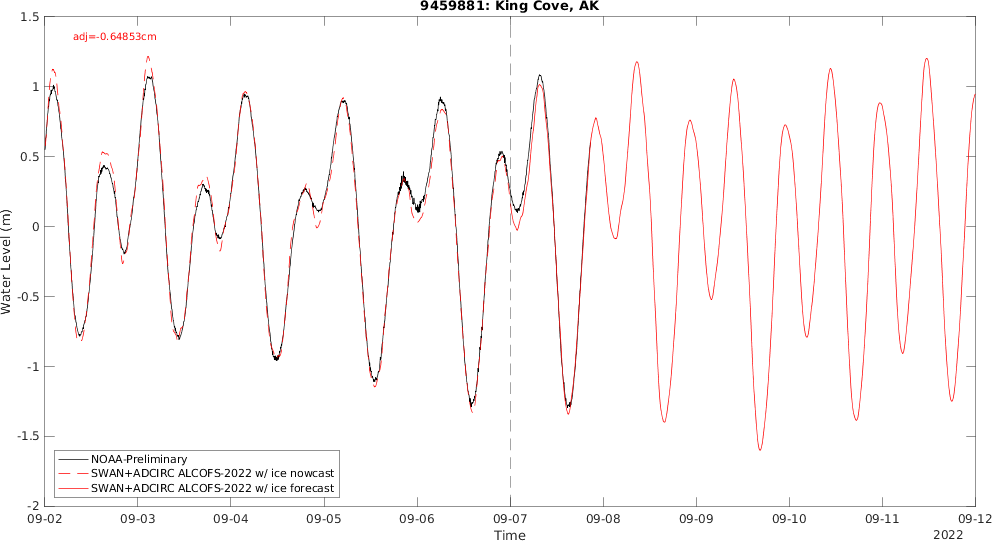 9459881: King Cove, AK
adj=-0.64853cm
1.5
1
0.5
0
-0.5
-1
-1.5
-2
Water Level (m)
NOAA-Preliminary
SWAN+ADCIRC ALCOFS-2022 w/ ice nowcast
SWAN+ADCIRC ALCOFS-2022 w/ ice forecast
09-02 09-03 09-04 09-05 09-06 09-07 09-08 09-09 09-10 09-11 09-12
Time
2022